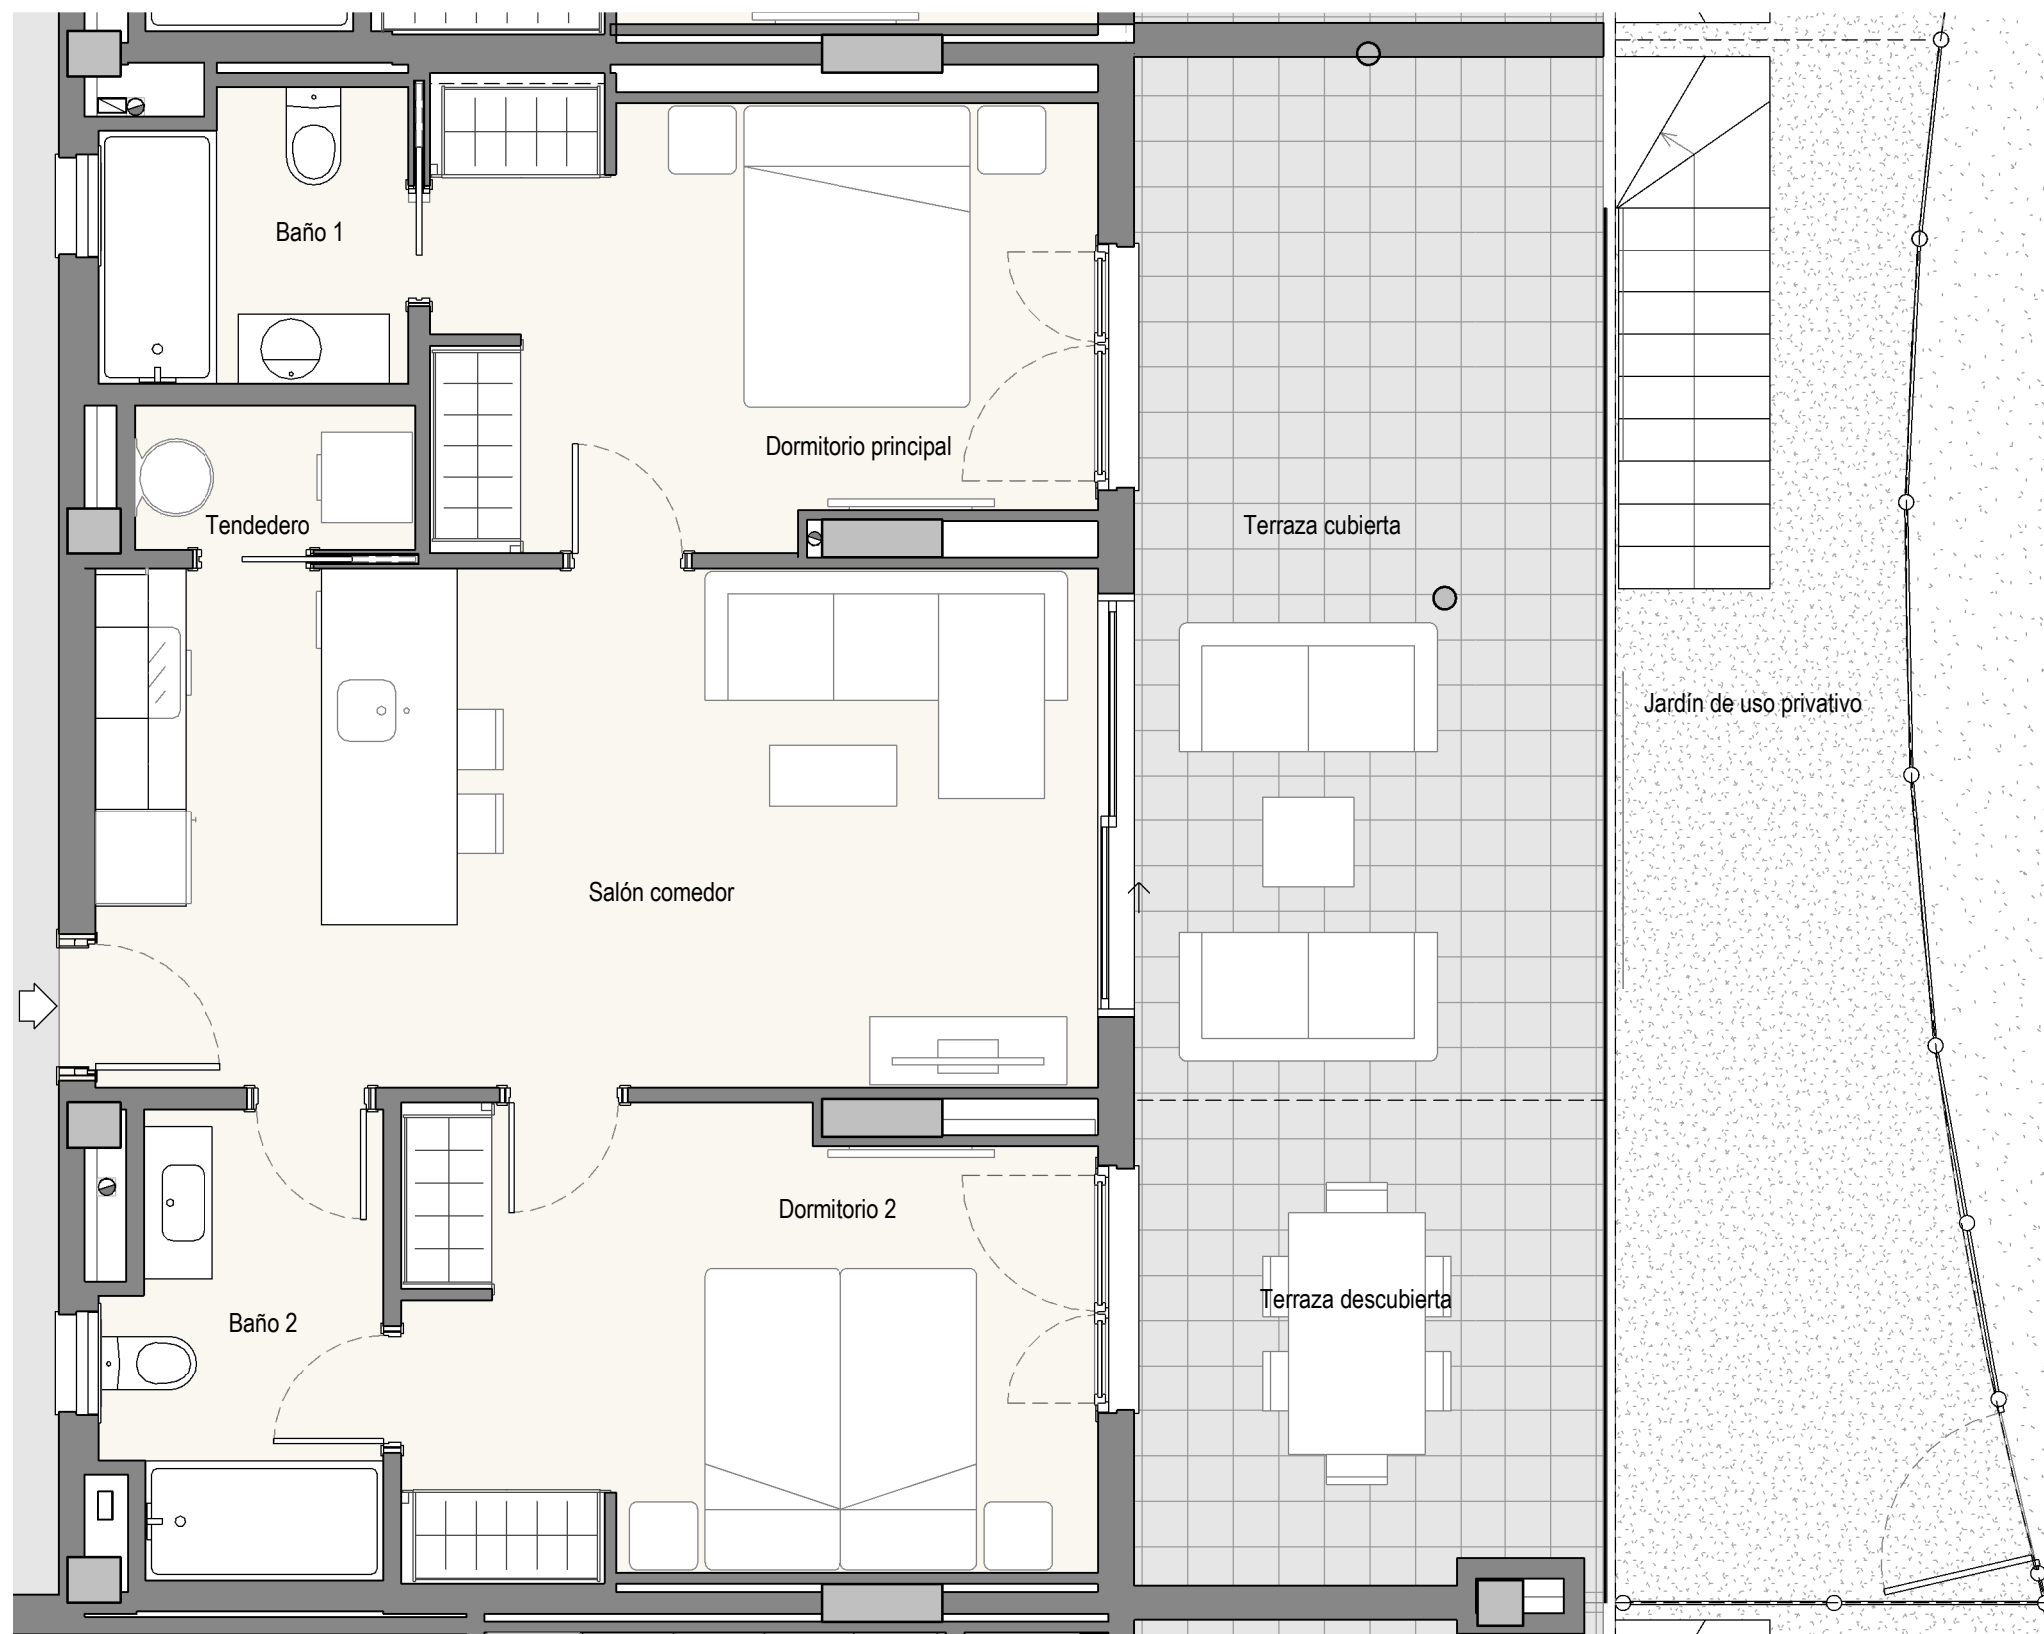 Baño 1
Dormitorio principal
Tendedero
Terraza cubierta
Jardín de uso privativo
Salón comedor
Dormitorio 2
Terraza descubierta
Baño 2